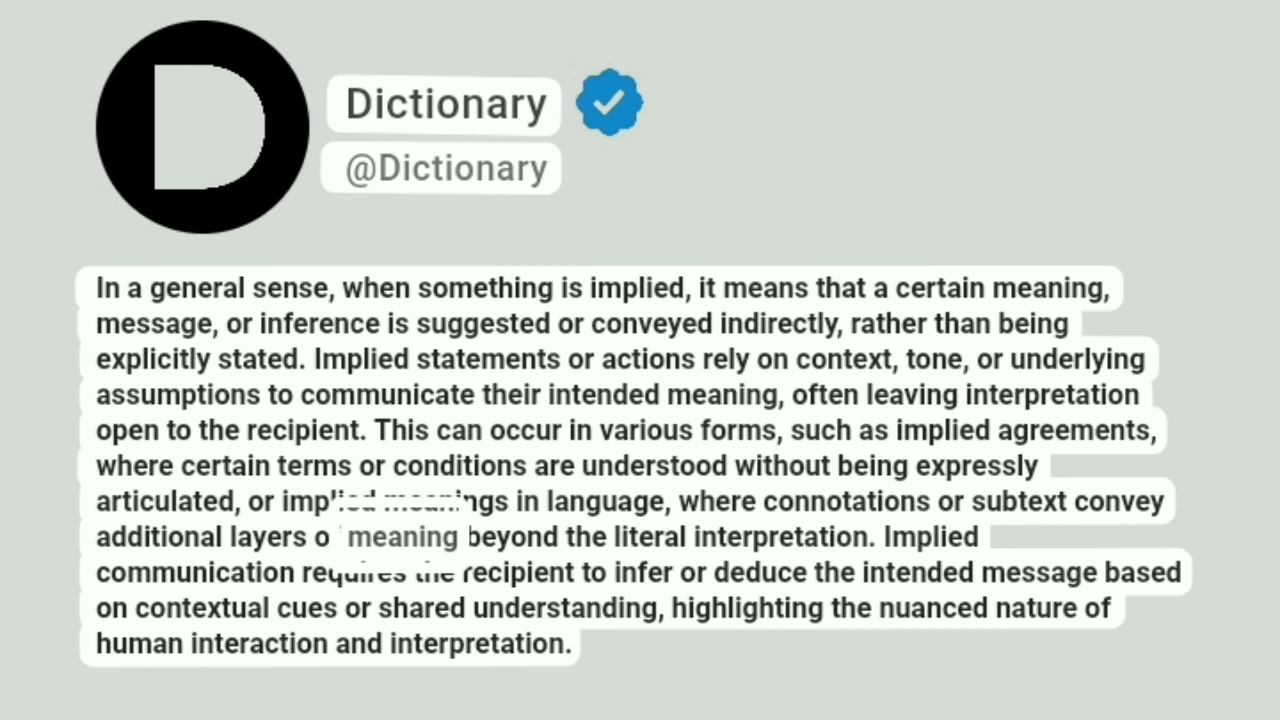 Dictionary
@Dictionary
In a general sense, when something is implied, it means that a certain meaning,
message, or inference is suggested or conveyed indirectly, rather than being
explicitly stated. Implied statements or actions rely on context, tone, or underlying
assumptions to communicate their intended meaning, often leaving interpretation
open to the recipient. This can occur in various forms, such as implied agreements,
where certain terms or conditions are understood without being expressly
articulated, or implied meanings in language, where connotations or subtext convey
additional layers o meaning beyond the literal interpretation. Implied
communication requires the recipient to infer or deduce the intended message based
on contextual cues or shared understanding, highlighting the nuanced nature of
human interaction and interpretation.